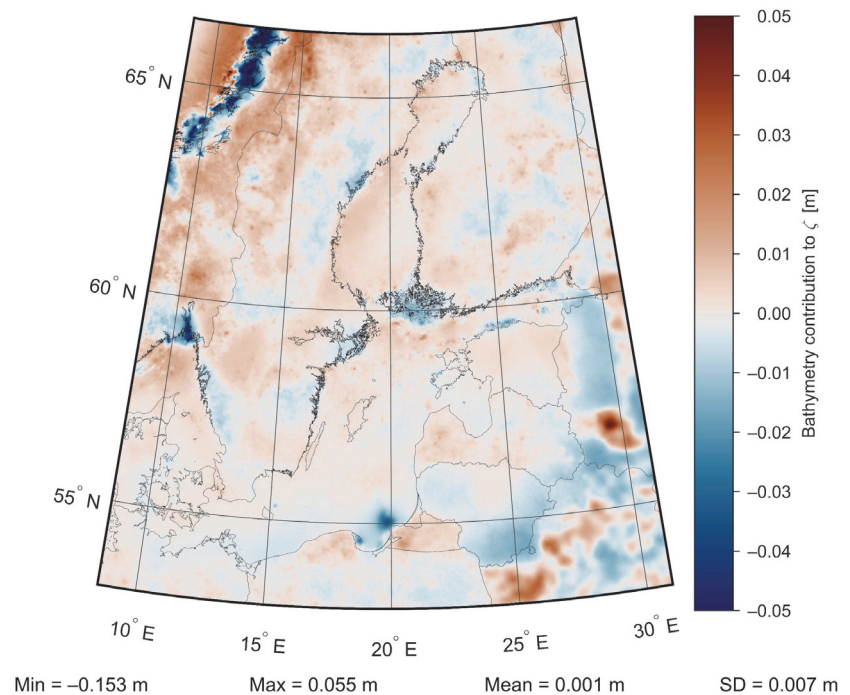 0.05
65° N
0.04
0.03
0.02
0.01
60° N
0.00
−0.01
−0.02
55° N
−0.03
−0.04
−0.05
10° E
15° E
20° E
25° E
30° E
Bathymetry contribution to ζ [m]
Min = −0.153 m Max = 0.055 m Mean = 0.001 m SD = 0.007 m